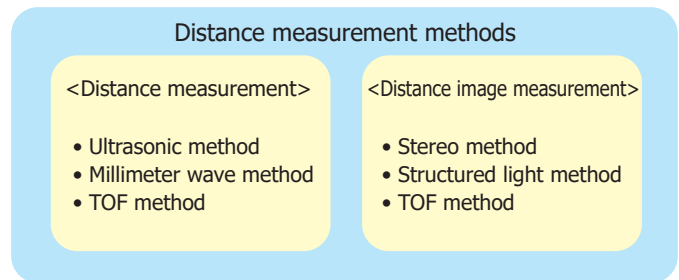 Distance measurement methods
<Distance measurement>
• Ultrasonic method
• Millimeter wave method
• TOF method
<Distance image measurement>
• Stereo method
• Structured light method
• TOF method